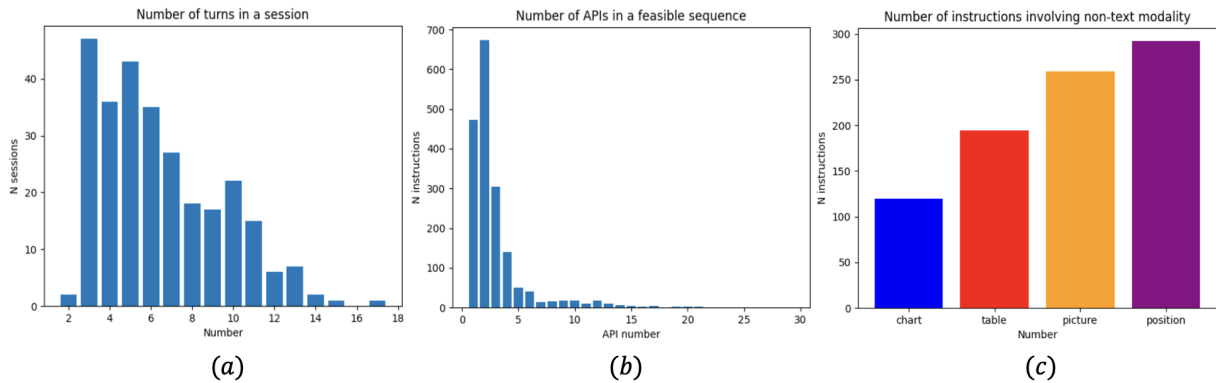 Number of turns in a session
N sessions
40
30
20
10
0
2 4 6 8 10 12 14 16 18
Number
(a)
Number of APIs in a feasible sequence
N instructions
700
600
500
400
300
200
100
0
0 5 10 15 20 25 30
API number
(b)
Number of instructions involving non-text modality
N instructions
300
250
200
150
100
50
0
chart table picture position
Number
(c)